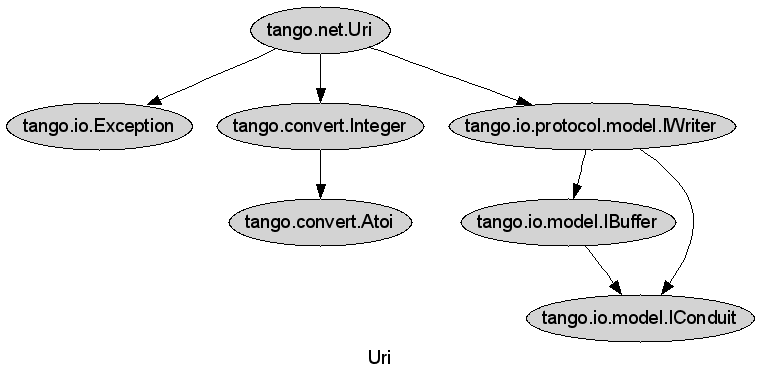 tango.net.Uri
tango.io.Exception
tango.convert.Integer
tango.io.protocol.model.IWriter
tango.convert.Atoi
tango.io.model.IBuffer
tango.io.model.IConduit
Uri